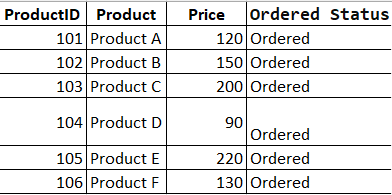 ProductID Product Price Ordered Status
101 Product A 120 Ordered
102 Product B 150 Ordered
103 Product C 200 Ordered
104 Product D 90 Ordered
105 Product E 220 Ordered
106 Product F 130 Ordered